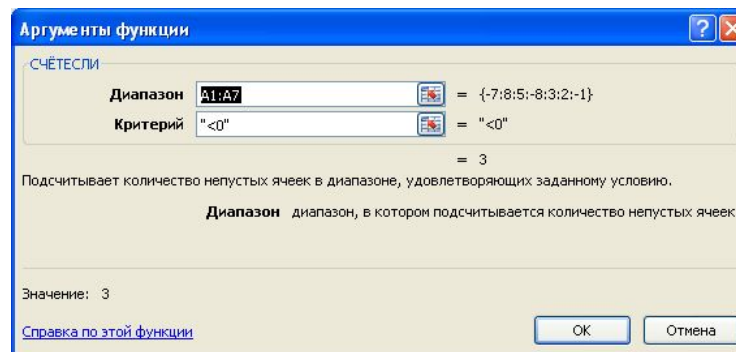 Аргументы функции
СЧЁТЕСЛИ
Диапазон A1:A7 = {-7:8:5:-8:3:2:-1}
Критерий "<0" = "<0"
= 3
Подсчитывает количество непустых ячеек в диапазоне, удовлетворяющих заданному условию.
Диапазон диапазон, в котором подсчитывается количество непустых ячеек
Значение: 3
Справка по этой функции ОК Отмена